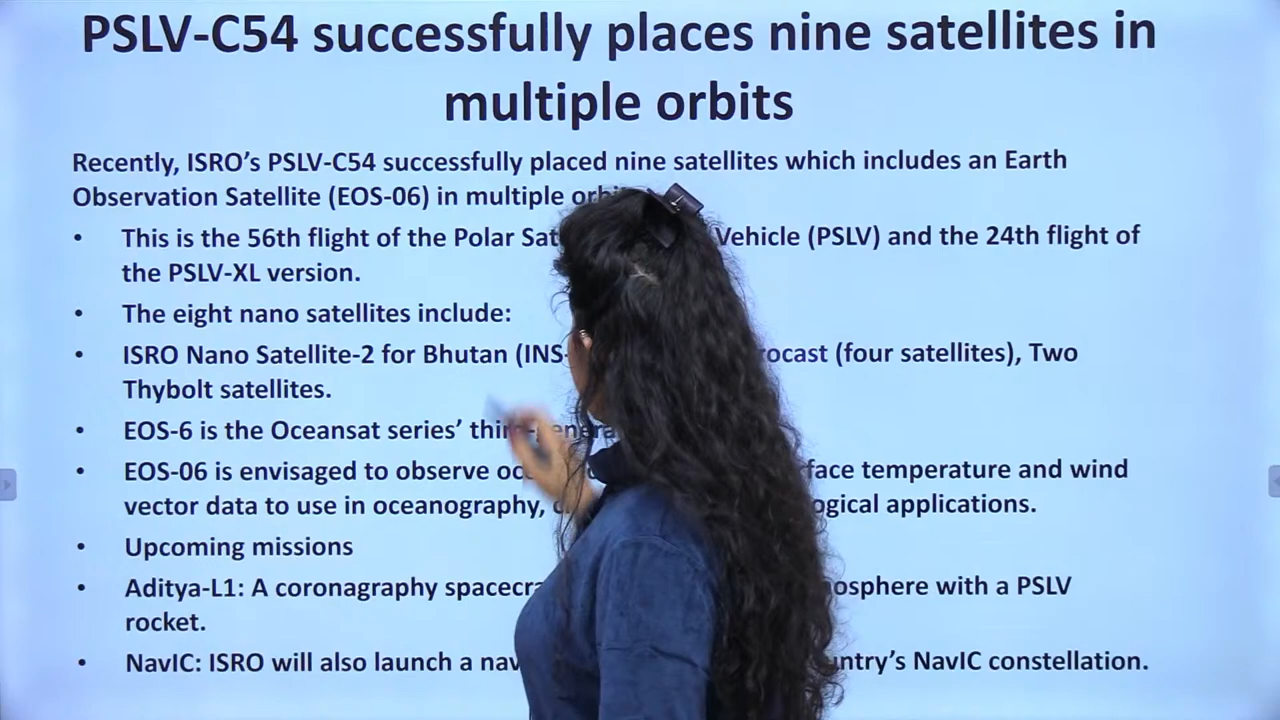 PSLV-C54 successfully places nine satellites in
multiple orbits
Recently, ISRO’s PSLV-C54 successfully placed nine satellites which includes an Earth
Observation Satellite (EOS-06) in multiple
• This is the 56th flight of the Polar Vehicle (PSLV) and the 24th flight of
the PSLV-XL version.
• The eight nano satellites include:
• ISRO Nano Satellite-2 for Bhutan (four satellites), Two
Thybolt satellites.
• EOS-6 is the Oceansat series’
• EOS-06 is envisaged to observe temperature and wind
vector data to use in oceanography, applications.
• Upcoming missions
• Aditya-L1: A coronagraphy with a PSLV
rocket.
• NavIC: ISRO will also launch a NavIC constellation.